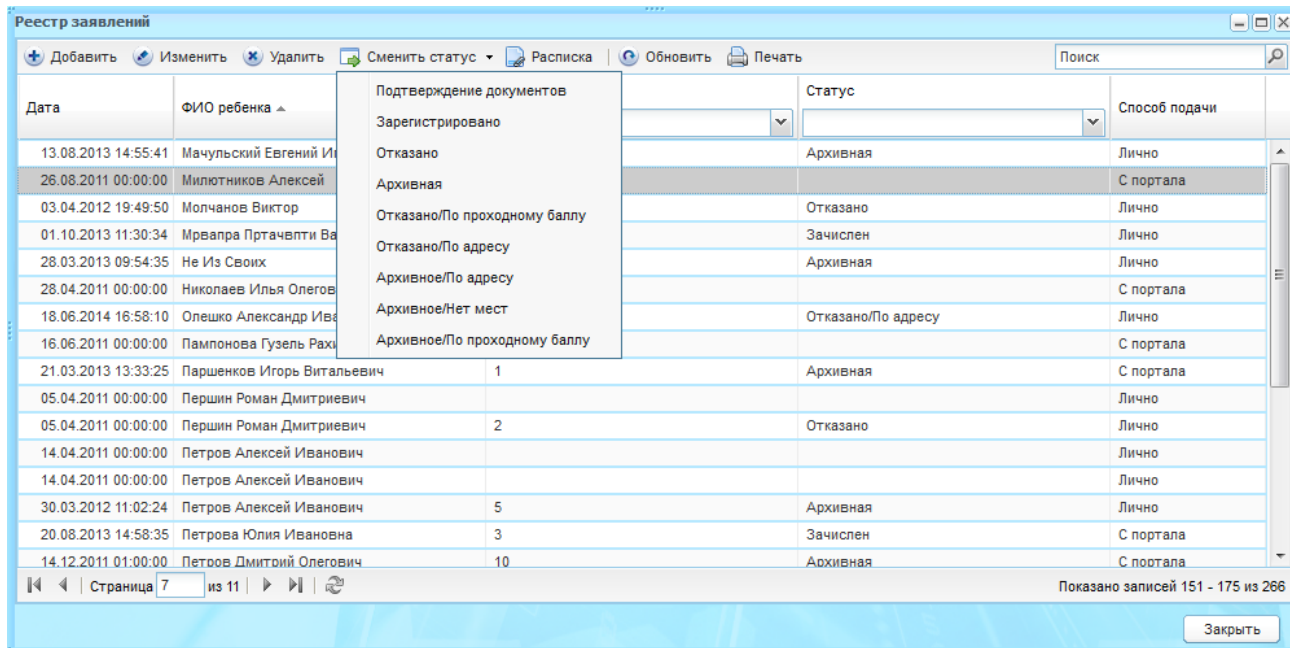 Реестр заявлений
Добавить Изменить Удалить Сменить статус Расписка Обновить Печать Поиск
Подтверждение документов
Зарегистрировано
Отказано
Архивная
Отказано/По проходному баллу
Отказано/По адресу
Архивное/По адресу
Архивное/Нет мест
Архивное/По проходному баллу
Дата ФИО ребенка Статус Способ подачи
13.08.2013 14:55:41 Мачульский Евгений Архивная Лично
26.08.2011 00:00:00 Милютников Алексей С портала
03.04.2012 19:49:50 Молчанов Виктор Отказано Лично
01.10.2013 11:30:34 Мрвапра Пртачвпти Ва Зачислен Лично
28.03.2013 09:54:35 Не Из Своих Архивная Лично
28.04.2011 00:00:00 Николаев Илья Олегов С портала
18.06.2014 16:58:10 Олешко Александр Ива Отказано/По адресу Лично
16.06.2011 00:00:00 Пампонова Гузель Рахи С портала
21.03.2013 13:33:25 Паршенков Игорь Витальевич 1 Архивная С портала
05.04.2011 00:00:00 Першин Роман Дмитриевич Лично
05.04.2011 00:00:00 Першин Роман Дмитриевич 2 Отказано Лично
14.04.2011 00:00:00 Петров Алексей Иванович Лично
14.04.2011 00:00:00 Петров Алексей Иванович Лично
30.03.2012 11:02:24 Петров Алексей Иванович 5 Архивная Лично
20.08.2013 14:58:35 Петрова Юлия Ивановна 3 Зачислен С портала
14.12.2011 01:00:00 Петров Дмитрий Олегович 10 Архивная С портала
Страница 7 из 11 Показано записей 151 - 175 из 266
Закрыть